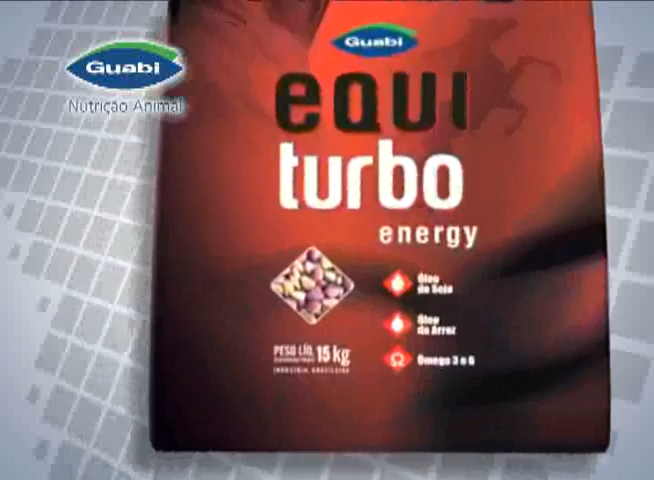 Guabi
Nutrição Animal
Guabi
equi
turbo
energy
Óleo
de Soja
Óleo
de Arroz
Omega 3 e 6
PESO LÍQ. 15 kg
INDÚSTRIA BRASILEIRA